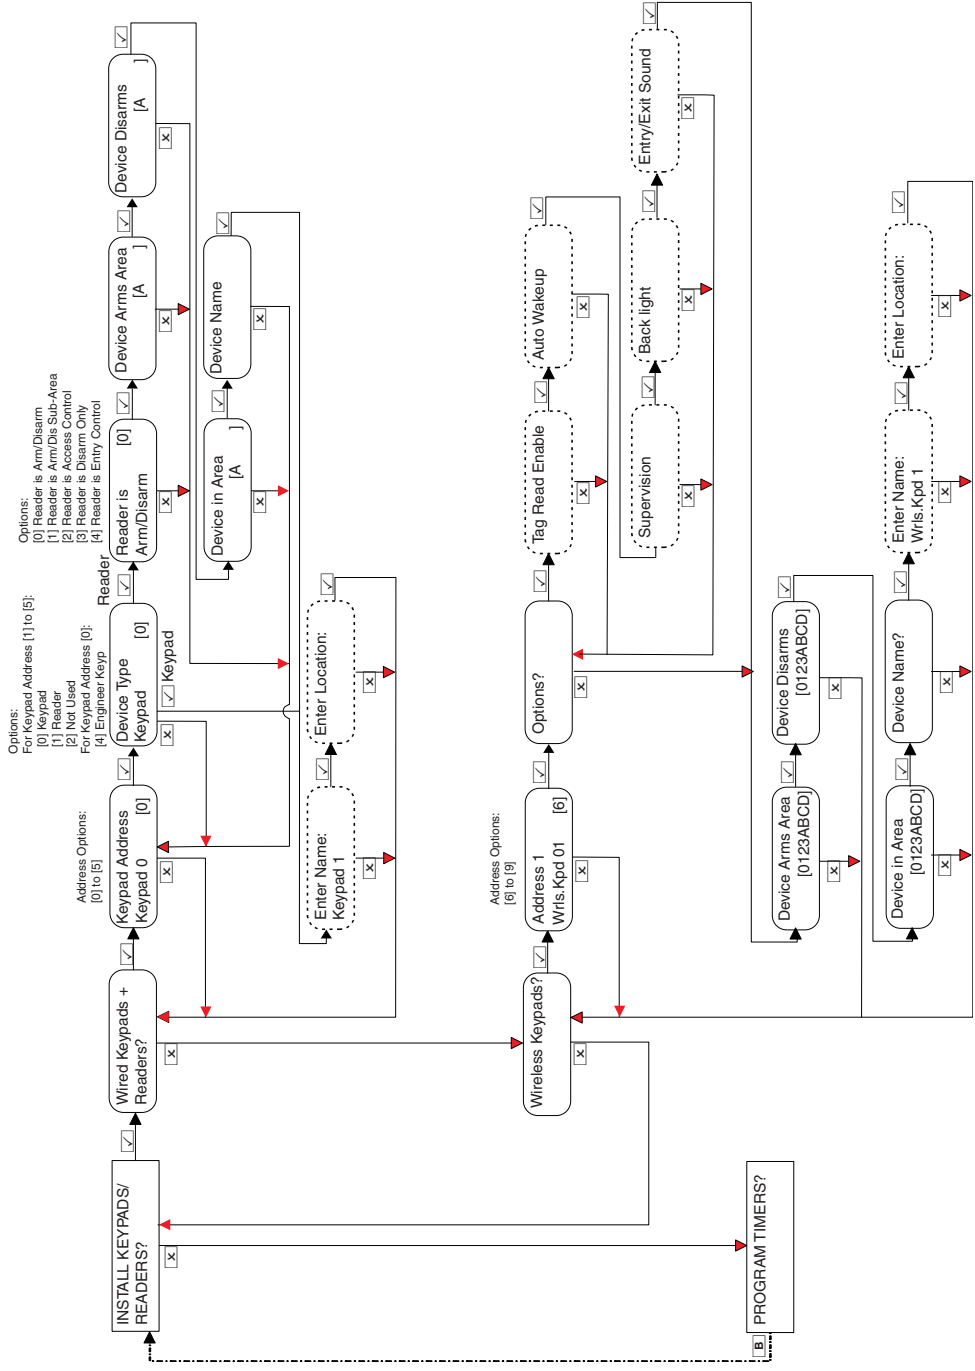 INSTALL KEYPADS/
READERS?
Wired Keypads +
Readers?
Address Options:
[0] to [5]
Keypad Address
Keypad 0 [0]
Options:
For Keypad Address [1] to [5]:
[0] Keypad
[1] Reader
[2] Not Used
For Keypad Address [0]:
[4] Engineer Keyp
Device Type
Keypad [0]
Reader
Keypad
Options:
[0] Reader is Arm/Disarm
[1] Reader is Arm/Dis Sub-Area
[2] Reader is Access Control
[3] Reader is Disarm Only
[4] Reader is Entry Control
Reader is [0]
Arm/Disarm
Device Arms Area
[A ]
Device Disarms
[A ]
Device in Area
[A ]
Device Name
Enter Name:
Keypad 1
Enter Location:
Wireless Keypads?
Address Options:
[6] to [9]
Address 1
Wrls.Kpd 01 [6]
Options?
Tag Read Enable
Auto Wakeup
Supervision
Back light
Entry/Exit Sound
Device Arms Area
[0123ABCD]
Device Disarms
[0123ABCD]
Device in Area
[0123ABCD]
Device Name?
Enter Name:
Wrls.Kpd 1
Enter Location:
PROGRAM TIMERS?
B